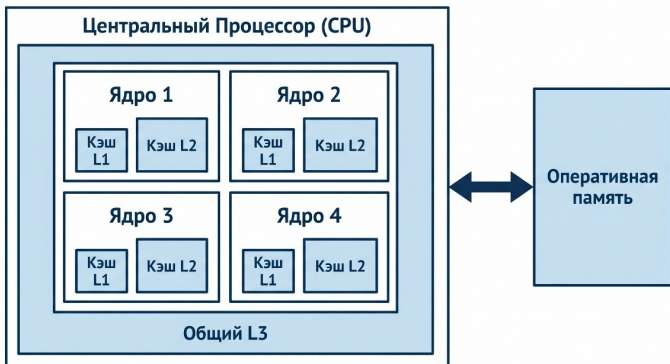 Центральный Процессор (CPU)
Ядро 1
Кэш
L1
Кэш L2
Ядро 2
Кэш
L1
Кэш L2
Ядро 3
Кэш
L1
Кэш L2
Ядро 4
Кэш
L1
Кэш L2
Общий L3
Оперативная
память